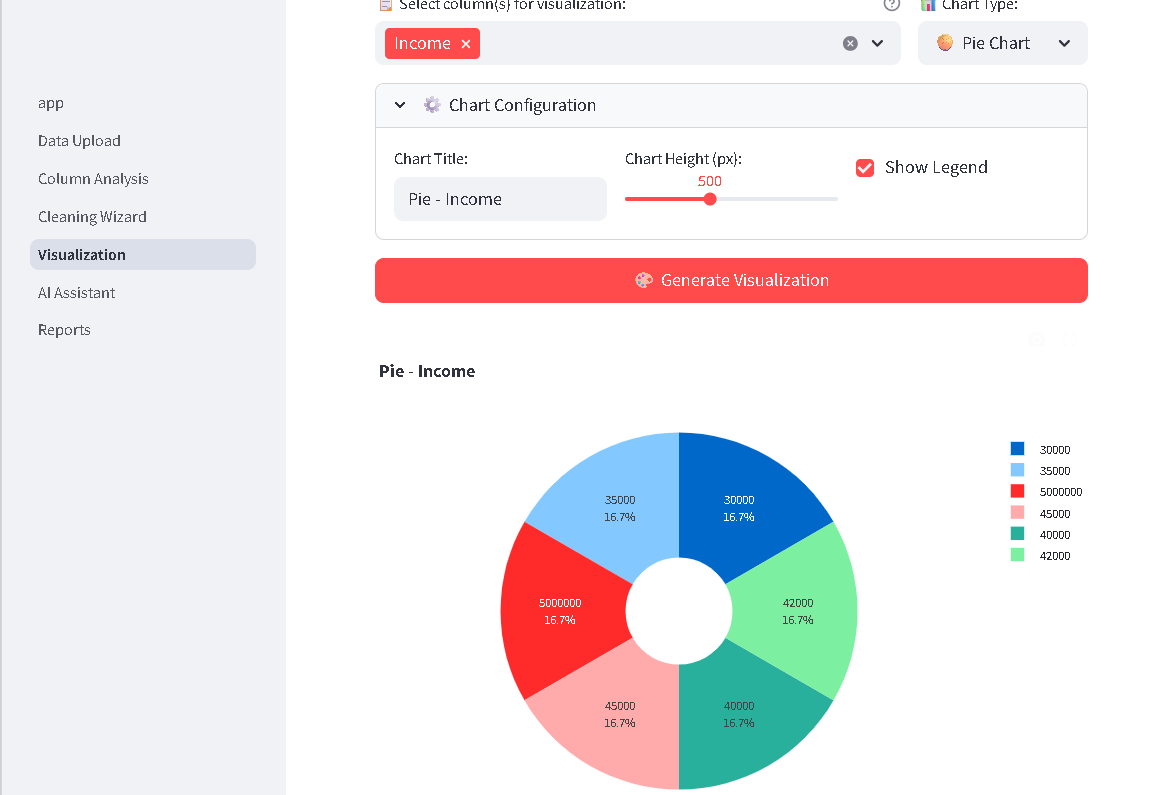 Select column(s) for visualization:
Chart Type:
Income ×
Pie Chart
Chart Configuration
Chart Title:
Chart Height (px):
Show Legend
500
Pie - Income
Generate Visualization
app
Data Upload
Column Analysis
Cleaning Wizard
Visualization
AI Assistant
Reports
Pie - Income
35000
16.7%
30000
16.7%
5000000
16.7%
42000
16.7%
45000
16.7%
40000
16.7%
30000
35000
5000000
45000
40000
42000